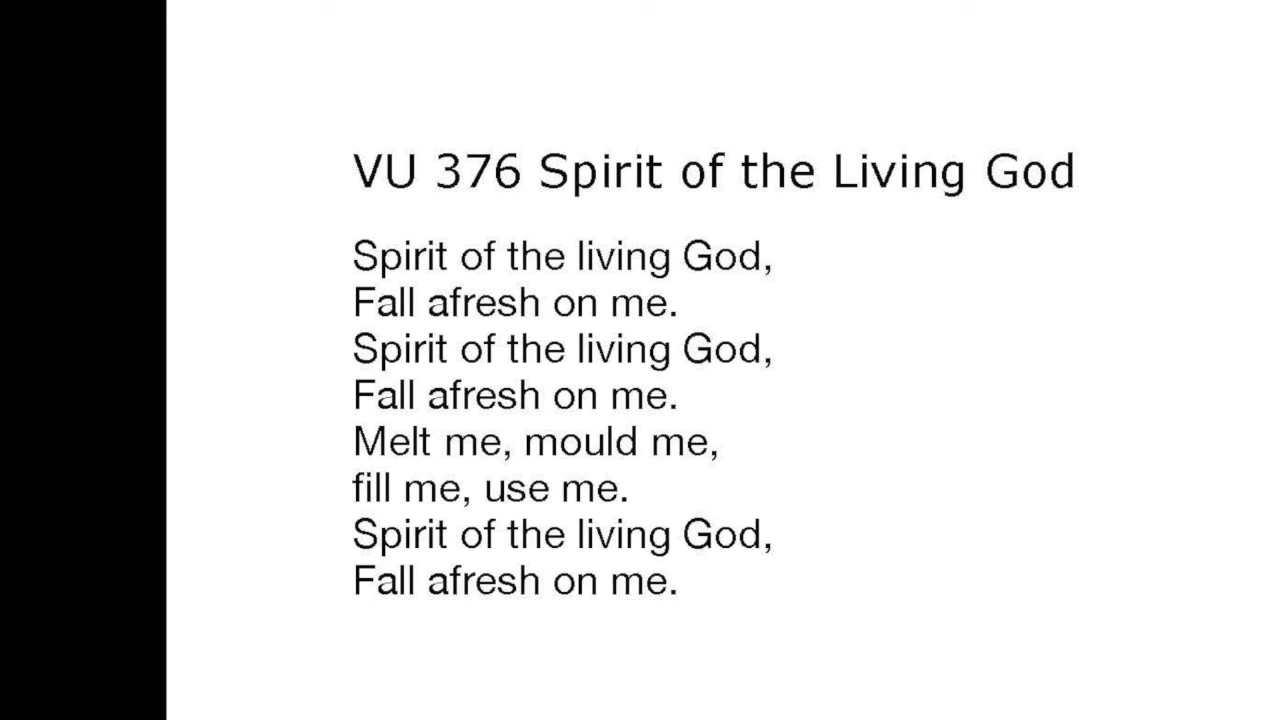 VU 376 Spirit of the Living God
Spirit of the living God,
Fall afresh on me.
Spirit of the living God,
Fall afresh on me.
Melt me, mould me,
fill me, use me.
Spirit of the living God,
Fall afresh on me.